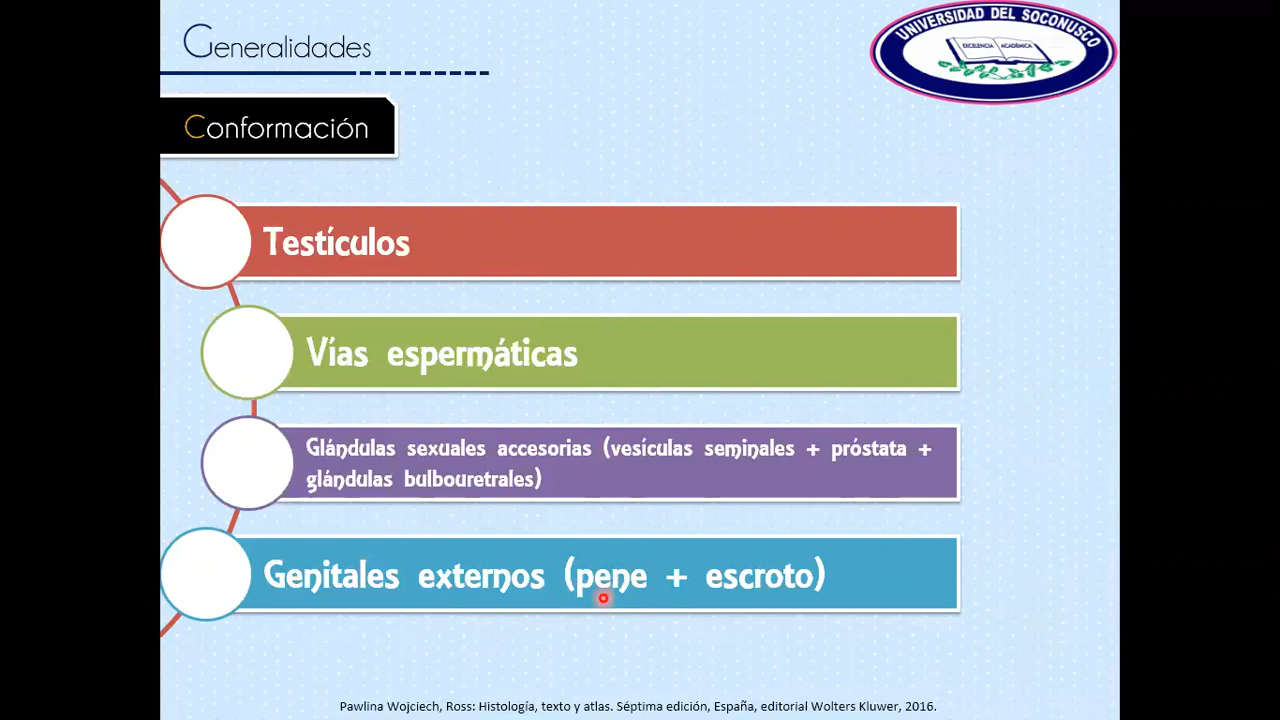 Generalidades
UNIVERSIDAD DEL SOCONUSCO
EXCELENCIA ACADÉMICA
Conformación
Testículos
Vías espermáticas
Glándulas sexuales accesorias (vesículas seminales + próstata +
glándulas bulbouretrales)
Genitales externos (pene + escroto)
Pawlina Wojciech, Ross: Histología, texto y atlas. Séptima edición, España, editorial Wolters Kluwer, 2016.